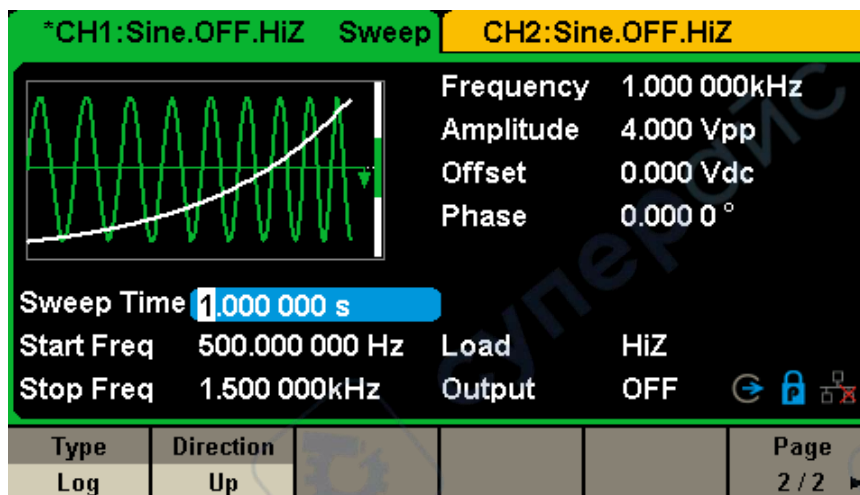 *CH1:Sine.OFF.HiZ Sweep CH2:Sine.OFF.HiZ
Frequency 1.000 000kHz
Amplitude 4.000 Vpp
Offset 0.000 Vdc
Phase 0.000 0 °
Sweep Time 1.000 000 s
Start Freq 500.000 000 Hz Load HiZ
Stop Freq 1.500 000kHz Output OFF P
Type Direction Page
Log Up 2 / 2
суперайс